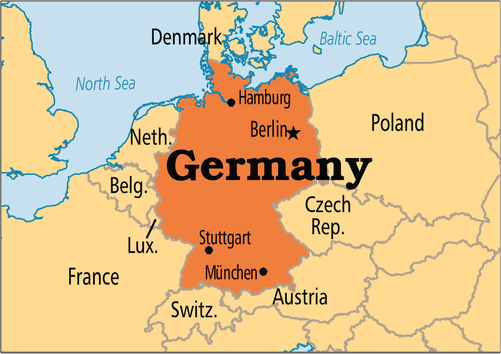 Denmark
Baltic Sea
North Sea
Hamburg
Berlin
Poland
Neth.
Germany
Belg.
Czech
Rep.
Lux.
Stuttgart
München
France
Austria
Switz.